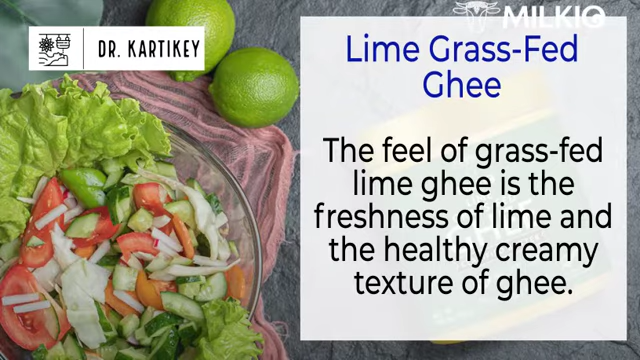 MILKIO
DR. KARTIKEY
Lime Grass-Fed
Ghee
The feel of grass-fed
lime ghee is the
freshness of lime and
the healthy creamy
texture of ghee.